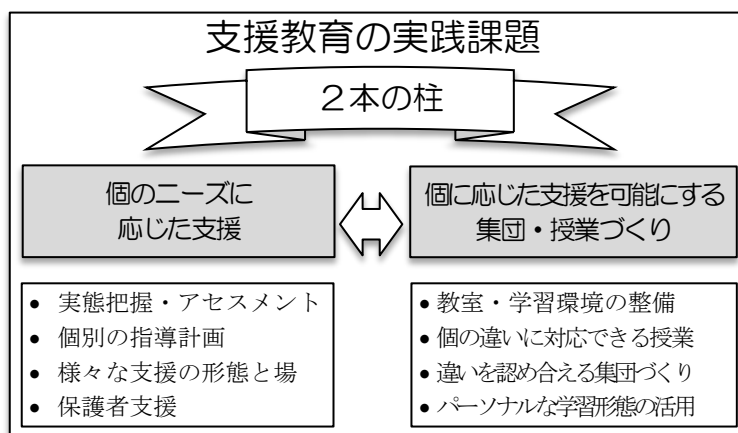 支援教育の実践課題
２本の柱
個のニーズに
応じた支援
個に応じた支援を可能にする
集団・授業づくり
• 実態把握・アセスメント
• 個別の指導計画
• 様々な支援の形態と場
• 保護者支援
• 教室・学習環境の整備
• 個の違いに対応できる授業
• 違いを認め合える集団づくり
• パーソナルな学習形態の活用